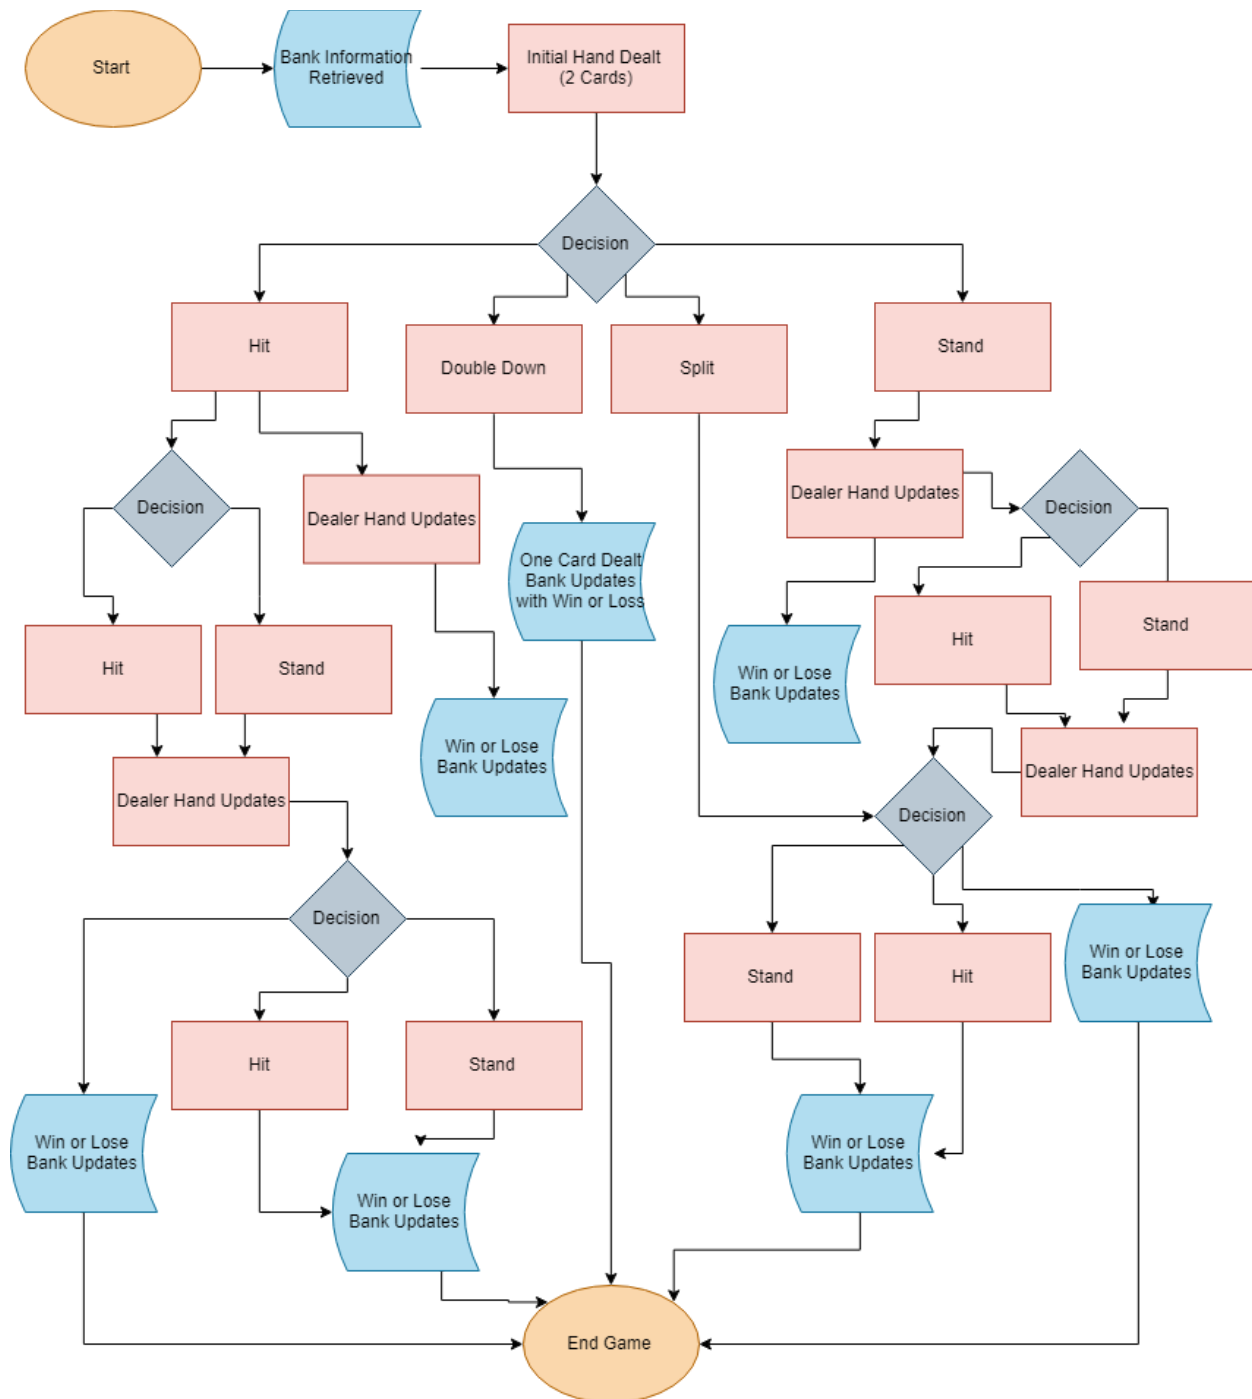 Start
Bank Information
Retrieved
Initial Hand Dealt
(2 Cards)
Decision
Hit
Double Down
Split
Stand
Decision
Dealer Hand Updates
Dealer Hand Updates
Decision
One Card Dealt
Bank Updates
with Win or Loss
Hit
Stand
Win or Lose
Bank Updates
Hit
Stand
Win or Lose
Bank Updates
Dealer Hand Updates
Dealer Hand Updates
Decision
Decision
Stand
Hit
Win or Lose
Bank Updates
Hit
Stand
Win or Lose
Bank Updates
Win or Lose
Bank Updates
Win or Lose
Bank Updates
End Game